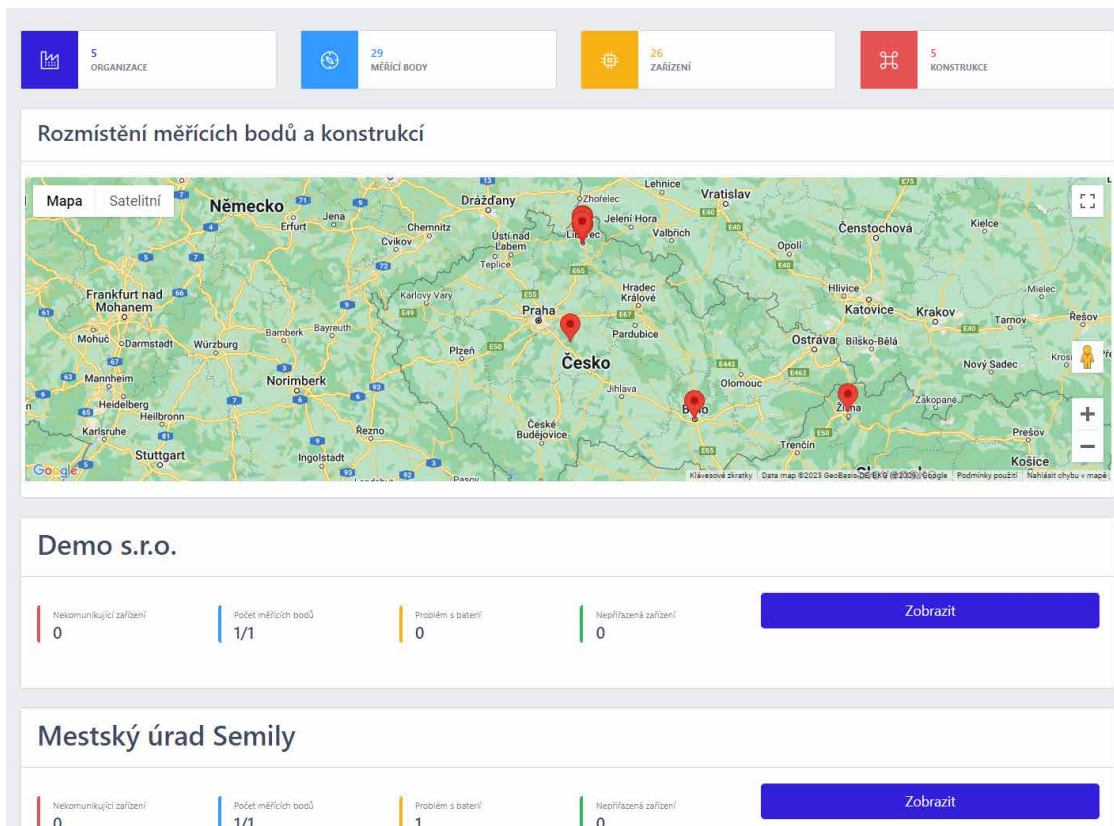 5
ORGANIZACE
29
MĚŘÍCÍ BODY
26
ZAŘÍZENÍ
5
KONSTRUKCE
Rozmístění měřících bodů a konstrukcí
Mapa Satelitní
Německo
Erfurt
Jena
Chemnitz
Cvikov
Drážďany
Ústí nad
Labem
Teplice
Zhořelec
Lehnice
Jelení Hora
Valbřich
Vratislav
Opolí
Čenstochová
Kielce
Frankfurt nad
Mohanem
Mohuč
Darmstadt
Würzburg
Bamberk
Bayreuth
Karlovy Vary
Praha
Hradec
Králové
Pardubice
Hlivice
Katovice
Krakov
Mielec
Tarnov
Řešov
Mannheim
Heidelberg
Heilbronn
Karlsruhe
Stuttgart
Norimberk
Plzeň
Česko
Jihlava
Olomouc
Ostrava
Bílsko-Bělá
Nový Sadec
Zákopané
Řezno
Ingolstadt
České
Budějovice
Trenčín
Prešov
Košice
Pasov
Google
Klávesové zkratky
Podmínky použití
Nahlásit chybu v mapě
Demo s.r.o.
Nekomunikující zařízení
0
Počet měřících bodů
1/1
Problém s baterií
0
Nepřiřazená zařízení
0
Zobrazit
Mestský úrad Semily
Nekomunikující zařízení
0
Počet měřících bodů
1/1
Problém s baterií
1
Nepřiřazená zařízení
0
Zobrazit